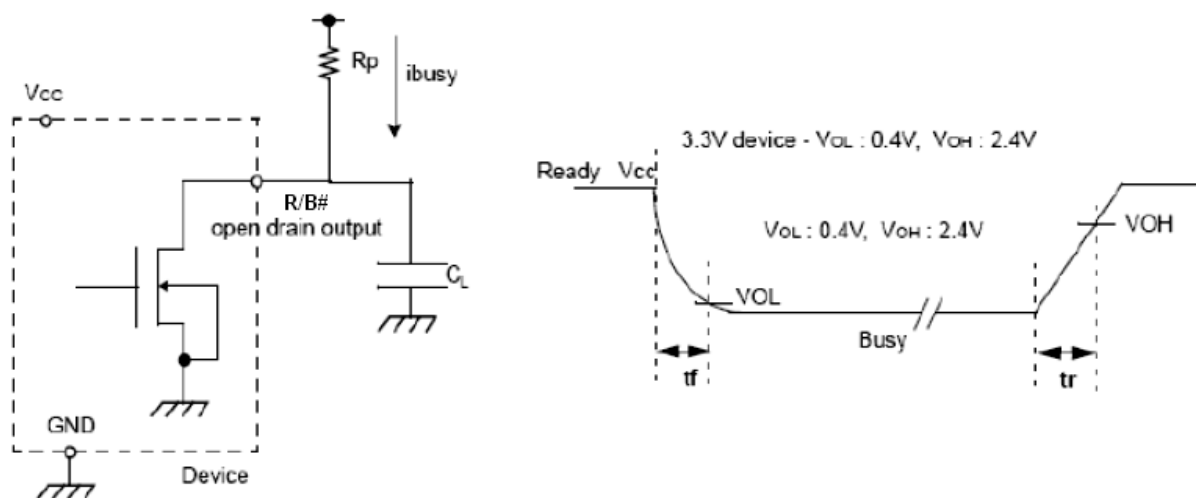 Rp
ibusy
Vcc
R/B#
open drain output
CL
GND
Device
3.3V device - VOL : 0.4V, VOH : 2.4V
Ready Vcc
VOL : 0.4V, VOH : 2.4V
VOH
VOL
Busy
tf
tr